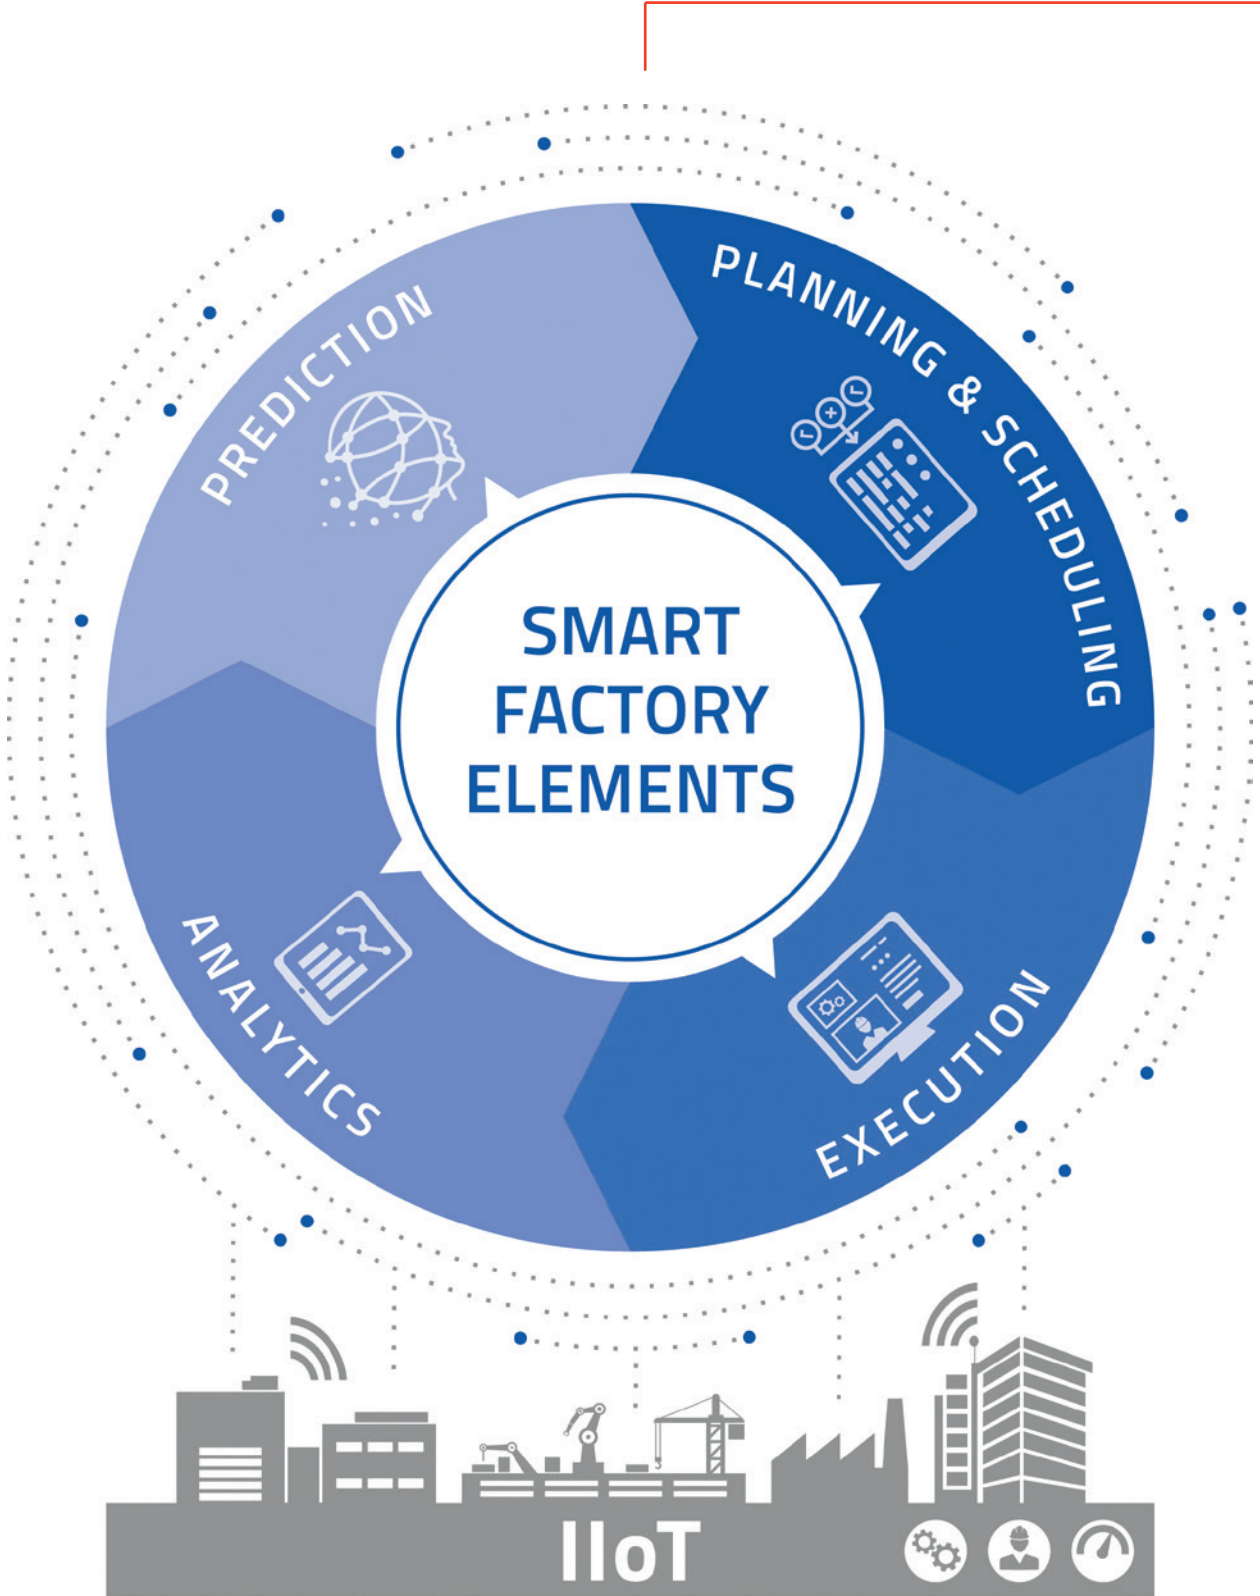 PREDICTION
PLANNING & SCHEDULING
SMART
FACTORY
ELEMENTS
ANALYTICS
EXECUTION
IIoT